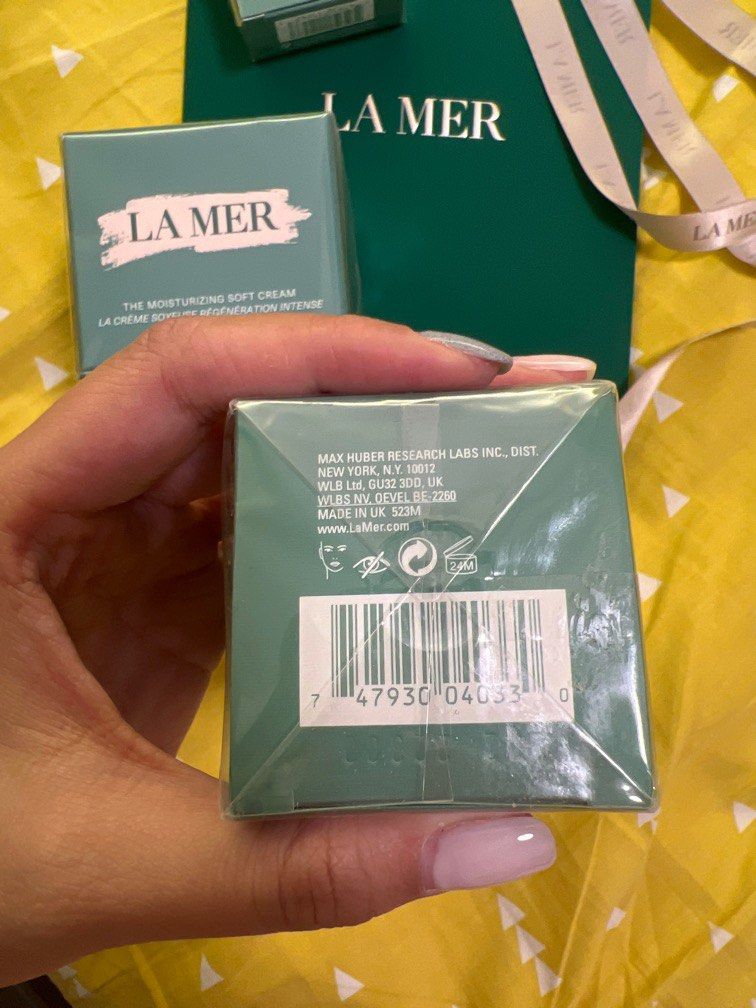 LA MER
LA MER
THE MOISTURIZING SOFT CREAM
LA CRÈME SOYEUSE RÉGÉNÉRATION INTENSE
LA MER
MAX HUBER RESEARCH LABS INC., DIST.
NEW YORK, N.Y. 10012
WLB Ltd, GU32 3DD, UK
WLBS NV, OEVEL BE-2260
MADE IN UK 523M
www.LaMer.com
24M
7 47930 04033 0